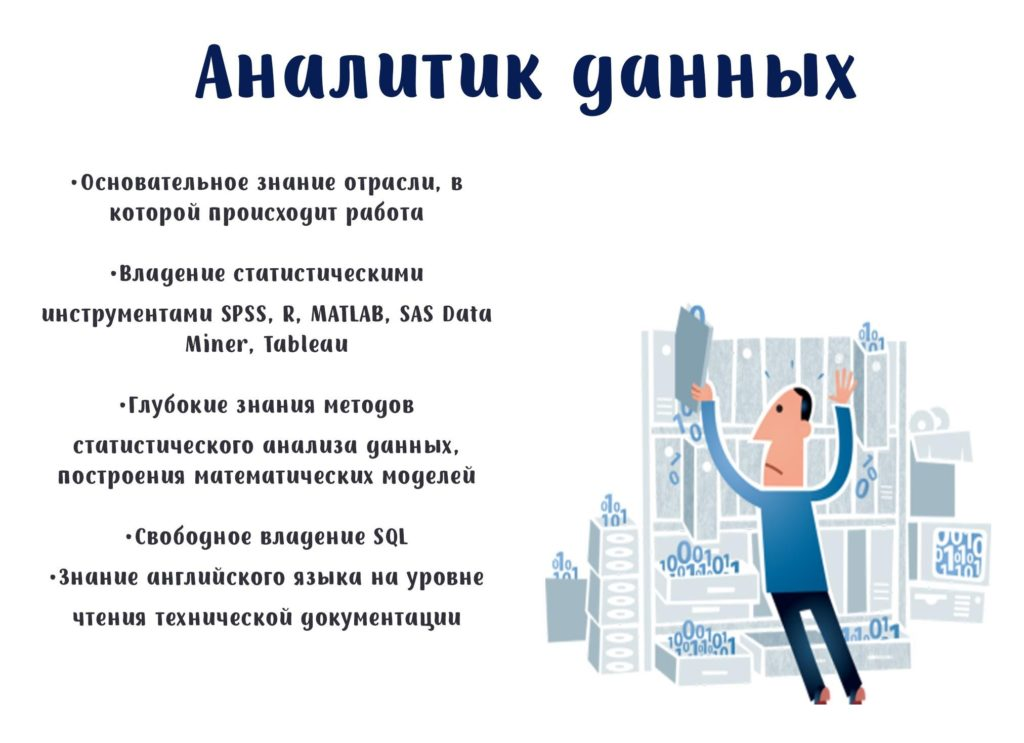 Аналитик данных
•Основательное знание отрасли, в
которой происходит работа
•Владение статистическими
инструментами SPSS, R, MATLAB, SAS Data
Miner, Tableau
•Глубокие знания методов
статистического анализа данных,
построения математических моделей
•Свободное владение SQL
•Знание английского языка на уровне
чтения технической документации